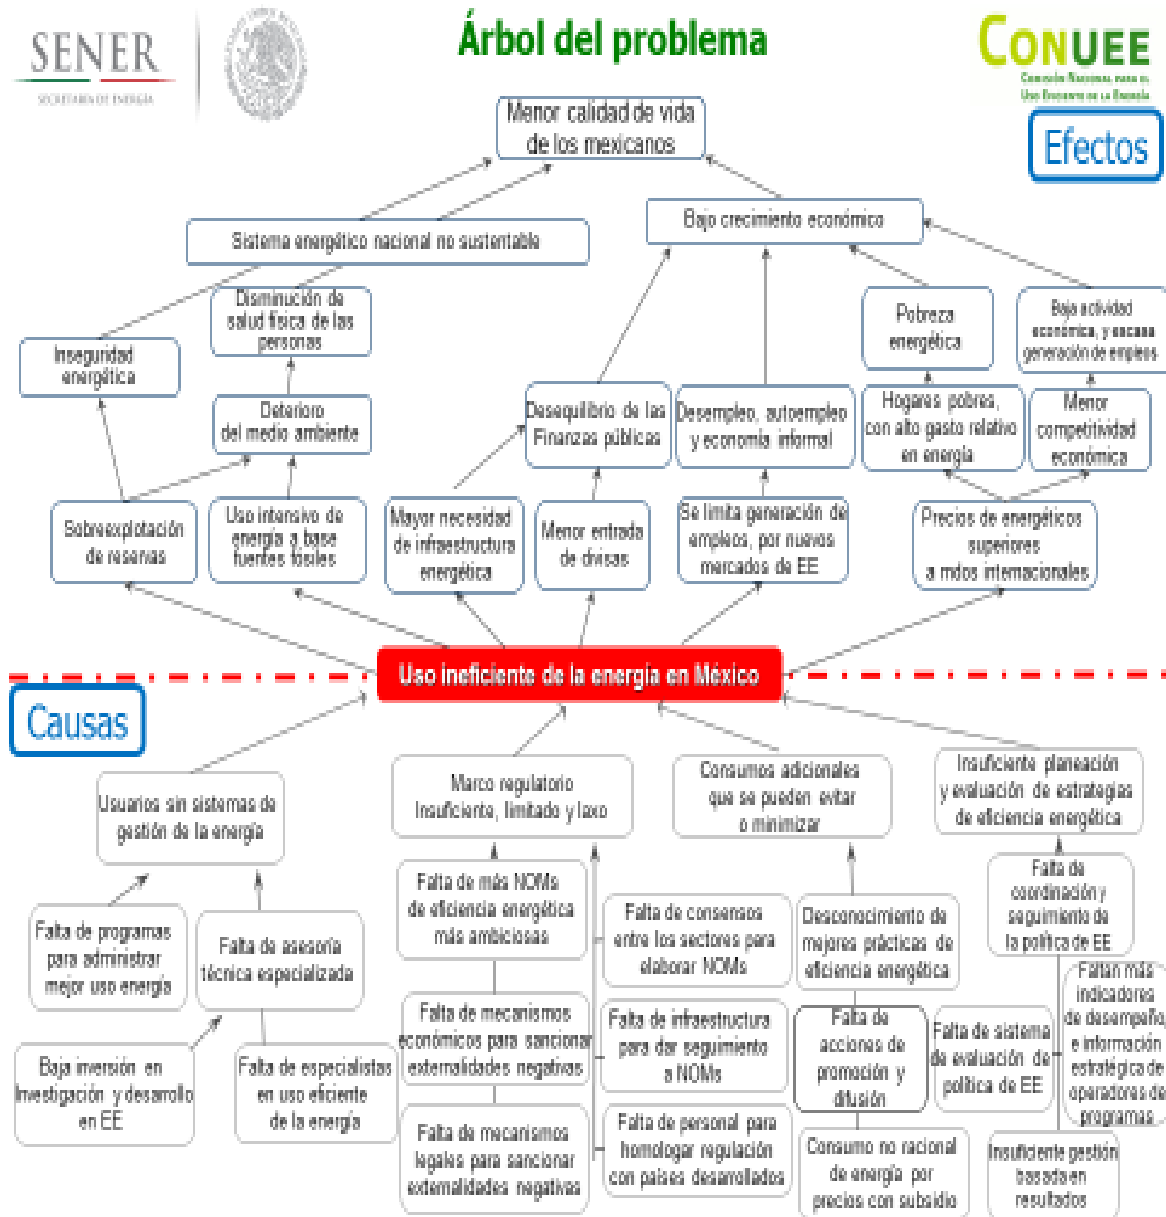 SENER
SECRETARÍA DE ENERGÍA
Árbol del problema
CONUEE
COMISIÓN NACIONAL PARA EL
USO EFICIENTE DE LA ENERGÍA
Efectos
Menor calidad de vida
de los mexicanos
Sistema energético nacional no sustentable
Bajo crecimiento económico
Disminución de
salud física de las
personas
Pobreza
energética
Baja actividad
económica, y escasa
generación de empleos
Inseguridad
energética
Deterioro
del medio ambiente
Desequilibrio de las
Finanzas públicas
Desempleo, autoempleo
y economía informal
Hogares pobres,
con alto gasto relativo
en energía
Menor
competitividad
económica
Sobreexplotación
de reservas
Uso intensivo de
energía a base
fuentes fósiles
Mayor necesidad
de infraestructura
energética
Menor entrada
de divisas
Se limita generación de
empleos, por nuevos
mercados de EE
Precios de energéticos
superiores
a mdos internacionales
Uso ineficiente de la energía en México
Causas
Usuarios sin sistemas de
gestión de la energía
Marco regulatorio
Insuficiente, limitado y laxo
Consumos adicionales
que se pueden evitar
o minimizar
Insuficiente planeación
y evaluación de estrategias
de eficiencia energética
Falta de programas
para administrar
mejor uso energía
Falta de asesoría
técnica especializada
Falta de más NOMs
de eficiencia energética
más ambiciosas
Falta de consensos
entre los sectores para
elaborar NOMs
Desconocimiento de
mejores prácticas de
eficiencia energética
Falta de
coordinación y
seguimiento de
la política de EE
Baja inversión en
Investigación y desarrollo
en EE
Falta de especialistas
en uso eficiente
de la energía
Falta de mecanismos
económicos para sancionar
externalidades negativas
Falta de infraestructura
para dar seguimiento
a NOMs
Falta de
acciones de
promoción y
difusión
Falta de sistema
de evaluación de
política de EE
Faltan más
indicadores
de desempeño,
e información
estratégica de
operadores de
programas
Falta de mecanismos
legales para sancionar
externalidades negativas
Falta de personal para
homologar regulación
con países desarrollados
Consumo no racional
de energía por
precios con subsidio
Insuficiente gestión
basada en
resultados